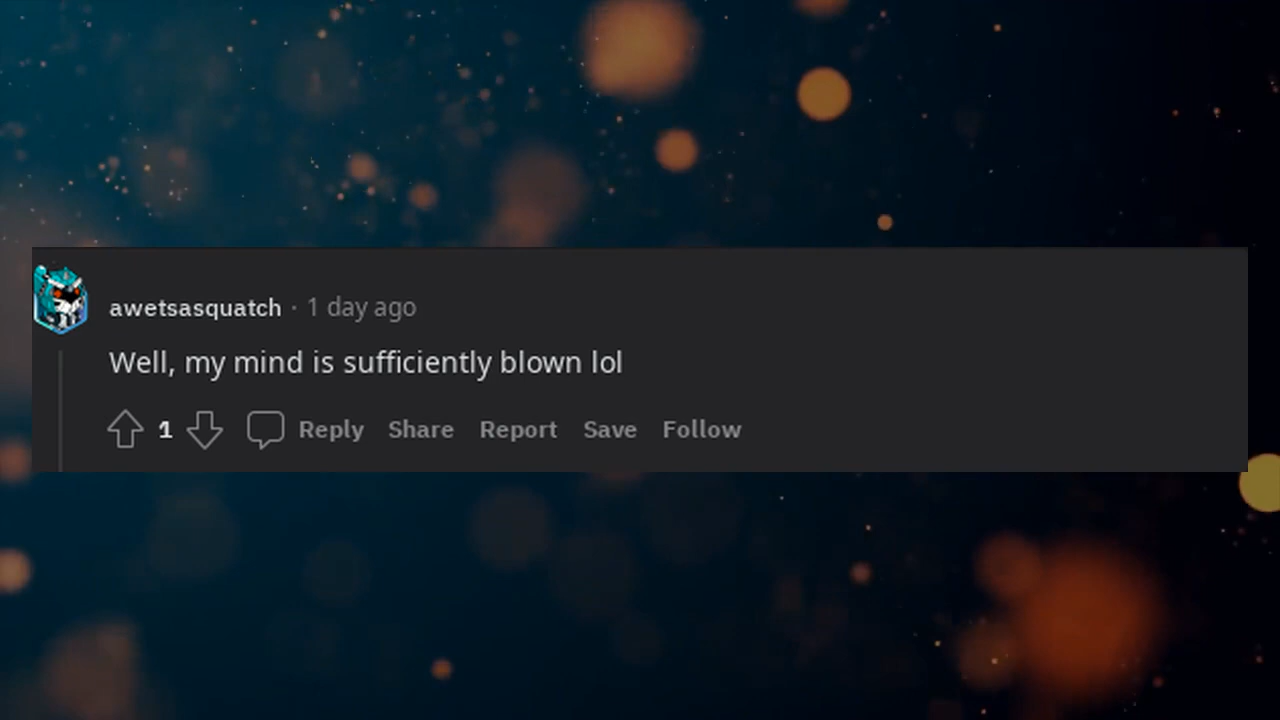 awetsasquatch · 1 day ago
Well, my mind is sufficiently blown lol
1 Reply Share Report Save Follow